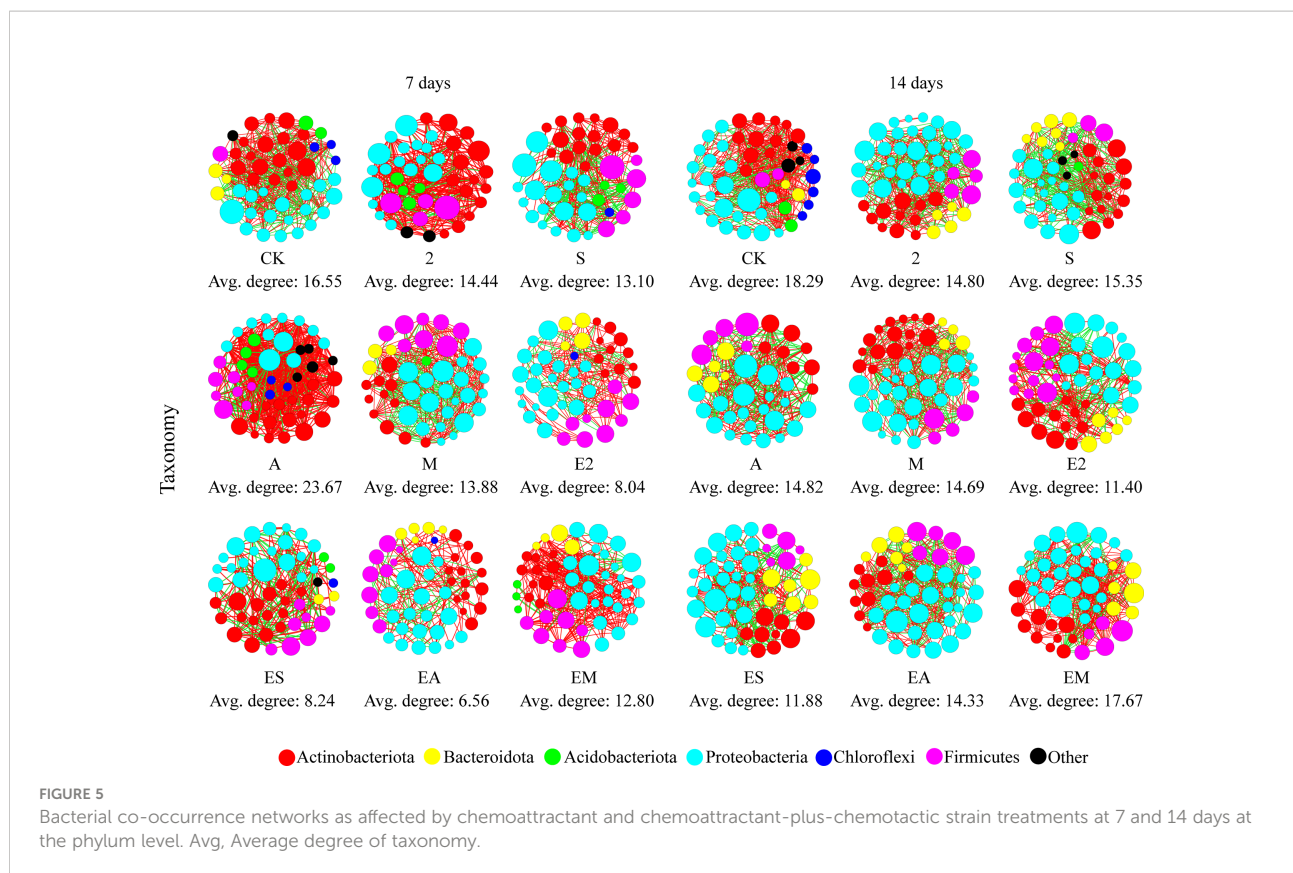 7 days 14 days
CK 2 S CK 2 S
Avg. degree: 16.55 Avg. degree: 14.44 Avg. degree: 13.10 Avg. degree: 18.29 Avg. degree: 14.80 Avg. degree: 15.35
Taxonomy
A M E2 A M E2
Avg. degree: 23.67 Avg. degree: 13.88 Avg. degree: 8.04 Avg. degree: 14.82 Avg. degree: 14.69 Avg. degree: 11.40
ES EA EM ES EA EM
Avg. degree: 8.24 Avg. degree: 6.56 Avg. degree: 12.80 Avg. degree: 11.88 Avg. degree: 14.33 Avg. degree: 17.67
Actinobacteriota Bacteroidota Acidobacteriota Proteobacteria Chloroflexi Firmicutes Other
FIGURE 5
Bacterial co-occurrence networks as affected by chemoattractant and chemoattractant-plus-chemotactic strain treatments at 7 and 14 days at
the phylum level. Avg, Average degree of taxonomy.